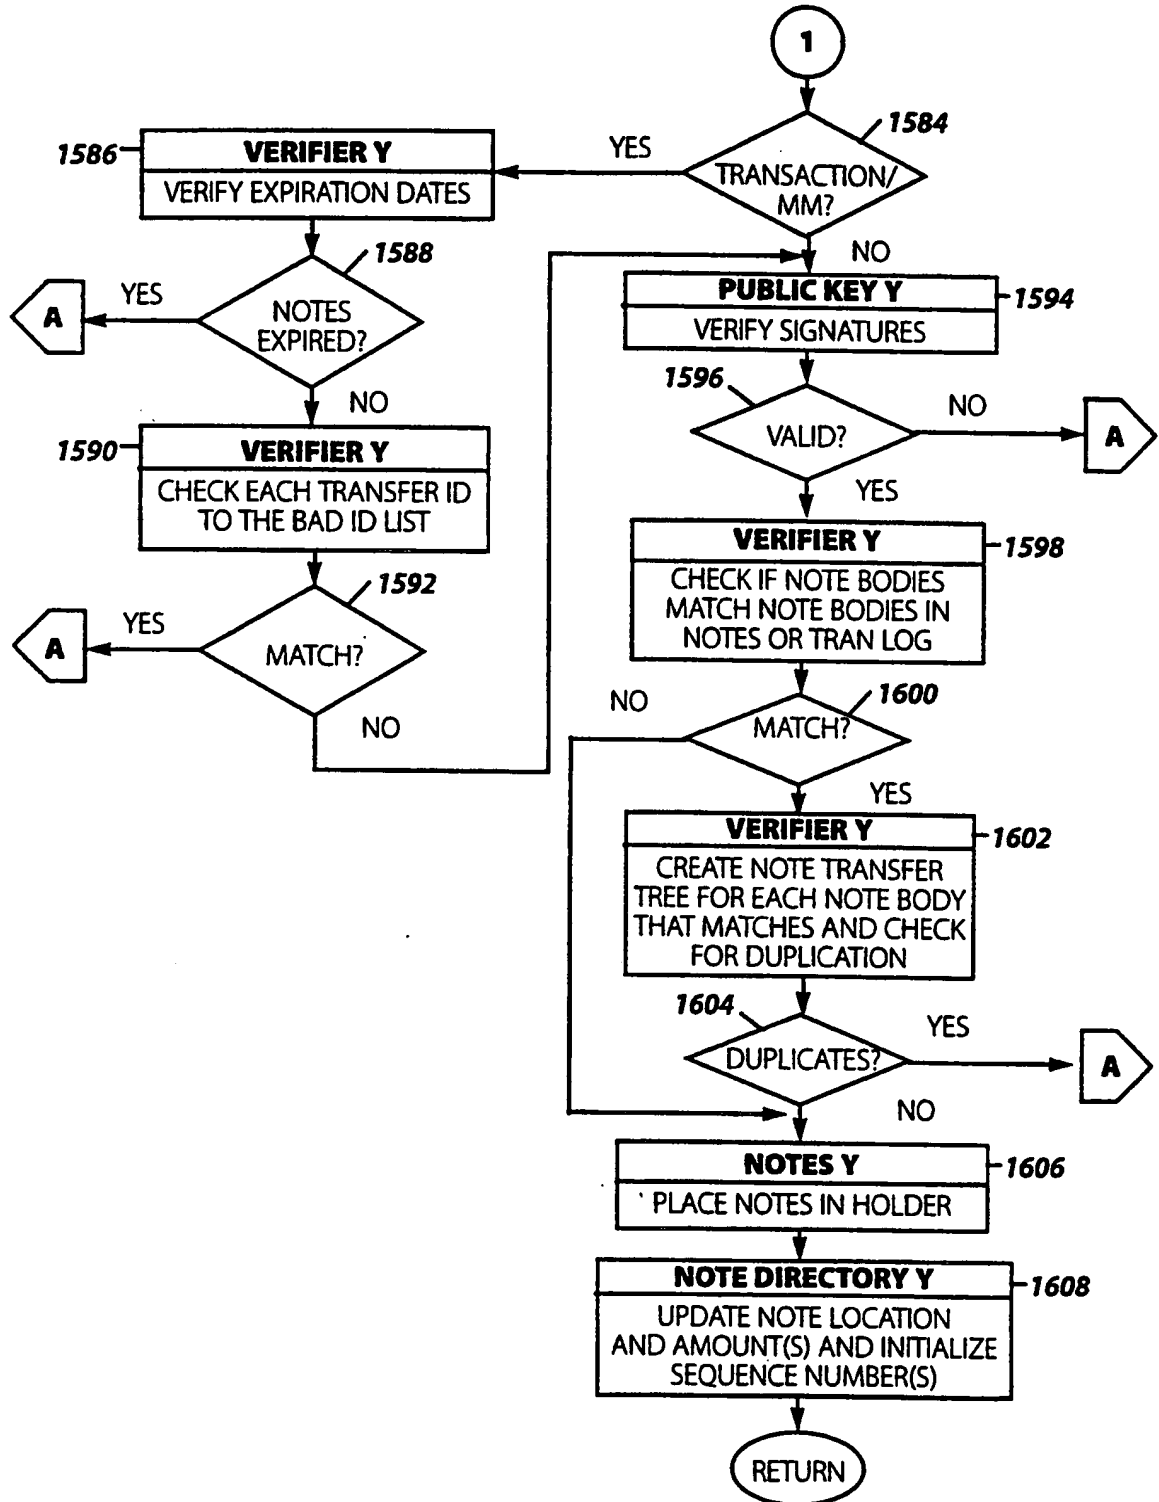 1
1584
TRANSACTION/
MM?
YES
NO
1586
VERIFIER Y
VERIFY EXPIRATION DATES
1588
NOTES
EXPIRED?
YES
A
NO
1590
VERIFIER Y
CHECK EACH TRANSFER ID
TO THE BAD ID LIST
1592
MATCH?
YES
A
NO
PUBLIC KEY Y
1594
VERIFY SIGNATURES
1596
VALID?
NO
A
YES
VERIFIER Y
1598
CHECK IF NOTE BODIES
MATCH NOTE BODIES IN
NOTES OR TRAN LOG
1600
MATCH?
NO
YES
VERIFIER Y
1602
CREATE NOTE TRANSFER
TREE FOR EACH NOTE BODY
THAT MATCHES AND CHECK
FOR DUPLICATION
1604
DUPLICATES?
YES
A
NO
NOTES Y
1606
PLACE NOTES IN HOLDER
NOTE DIRECTORY Y
1608
UPDATE NOTE LOCATION
AND AMOUNT(S) AND INITIALIZE
SEQUENCE NUMBER(S)
RETURN